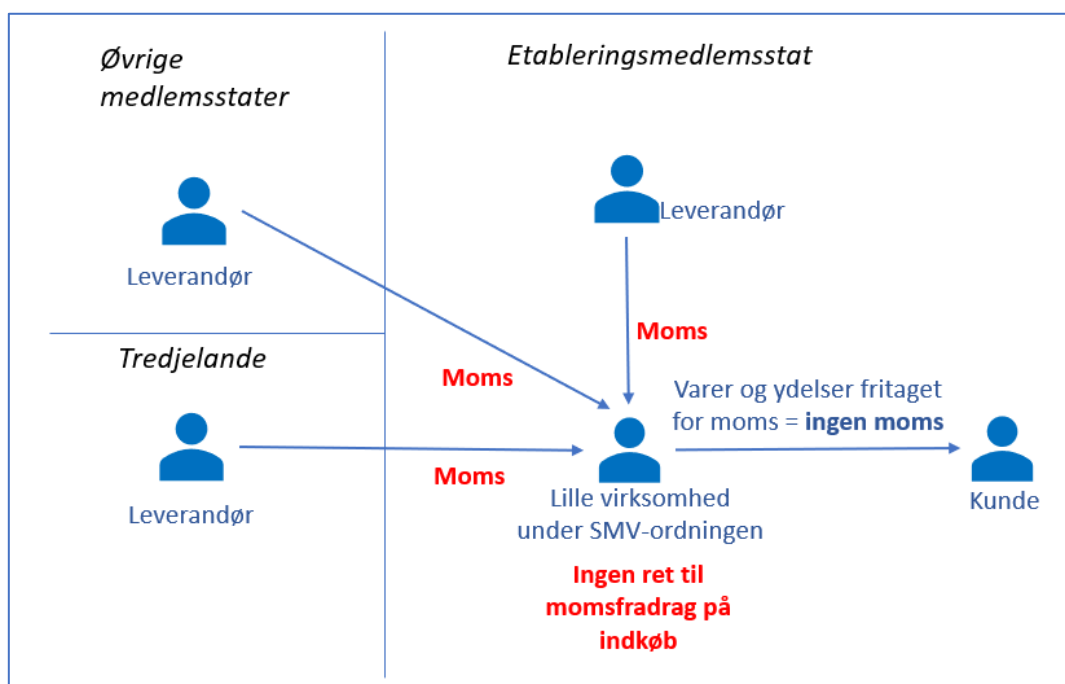 Øvrige
medlemsstater
Etableringsmedlemsstat
Leverandør
Leverandør
Moms
Tredjelande
Moms
Varer og ydelser fritaget
for moms = ingen moms
Moms
Leverandør
Lille virksomhed
under SMV-ordningen
Kunde
Ingen ret til
momsfradrag på
indkøb